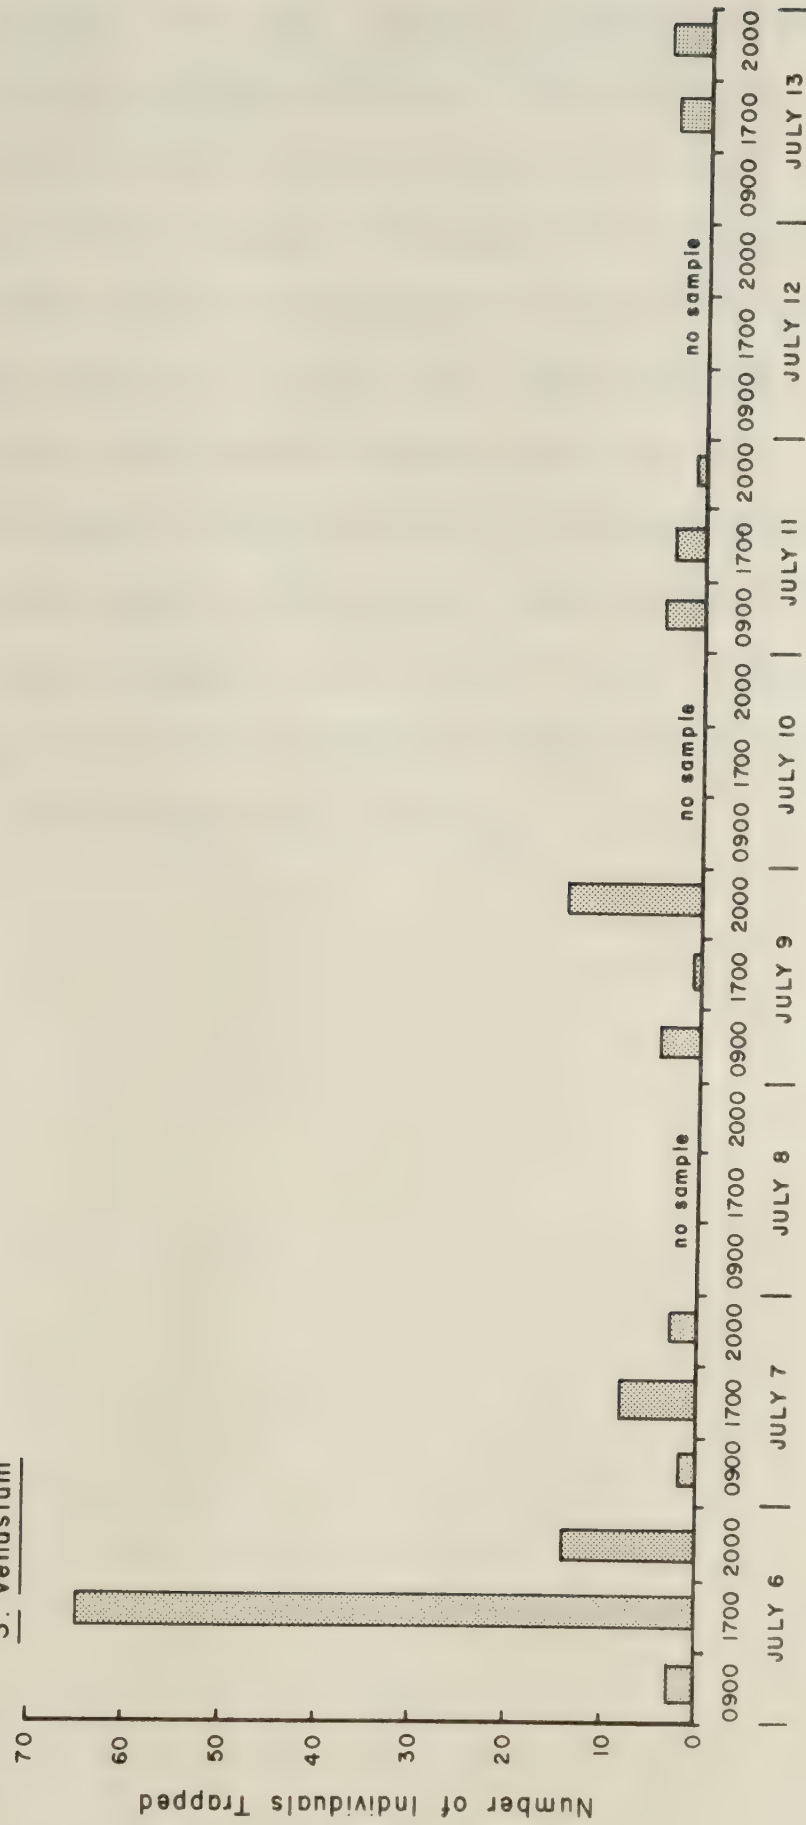 S. venustum
Number of Individuals Trapped
70
60
50
40
30
20
10
0
no sample no sample no sample
0900 1700 2000 0900 1700 2000 0900 1700 2000 0900 1700 2000 0900 1700 2000 0900 1700 2000 0900 1700 2000 0900 1700 2000
JULY 6 | JULY 7 | JULY 8 | JULY 9 | JULY 10 | JULY 11 | JULY 12 | JULY 13